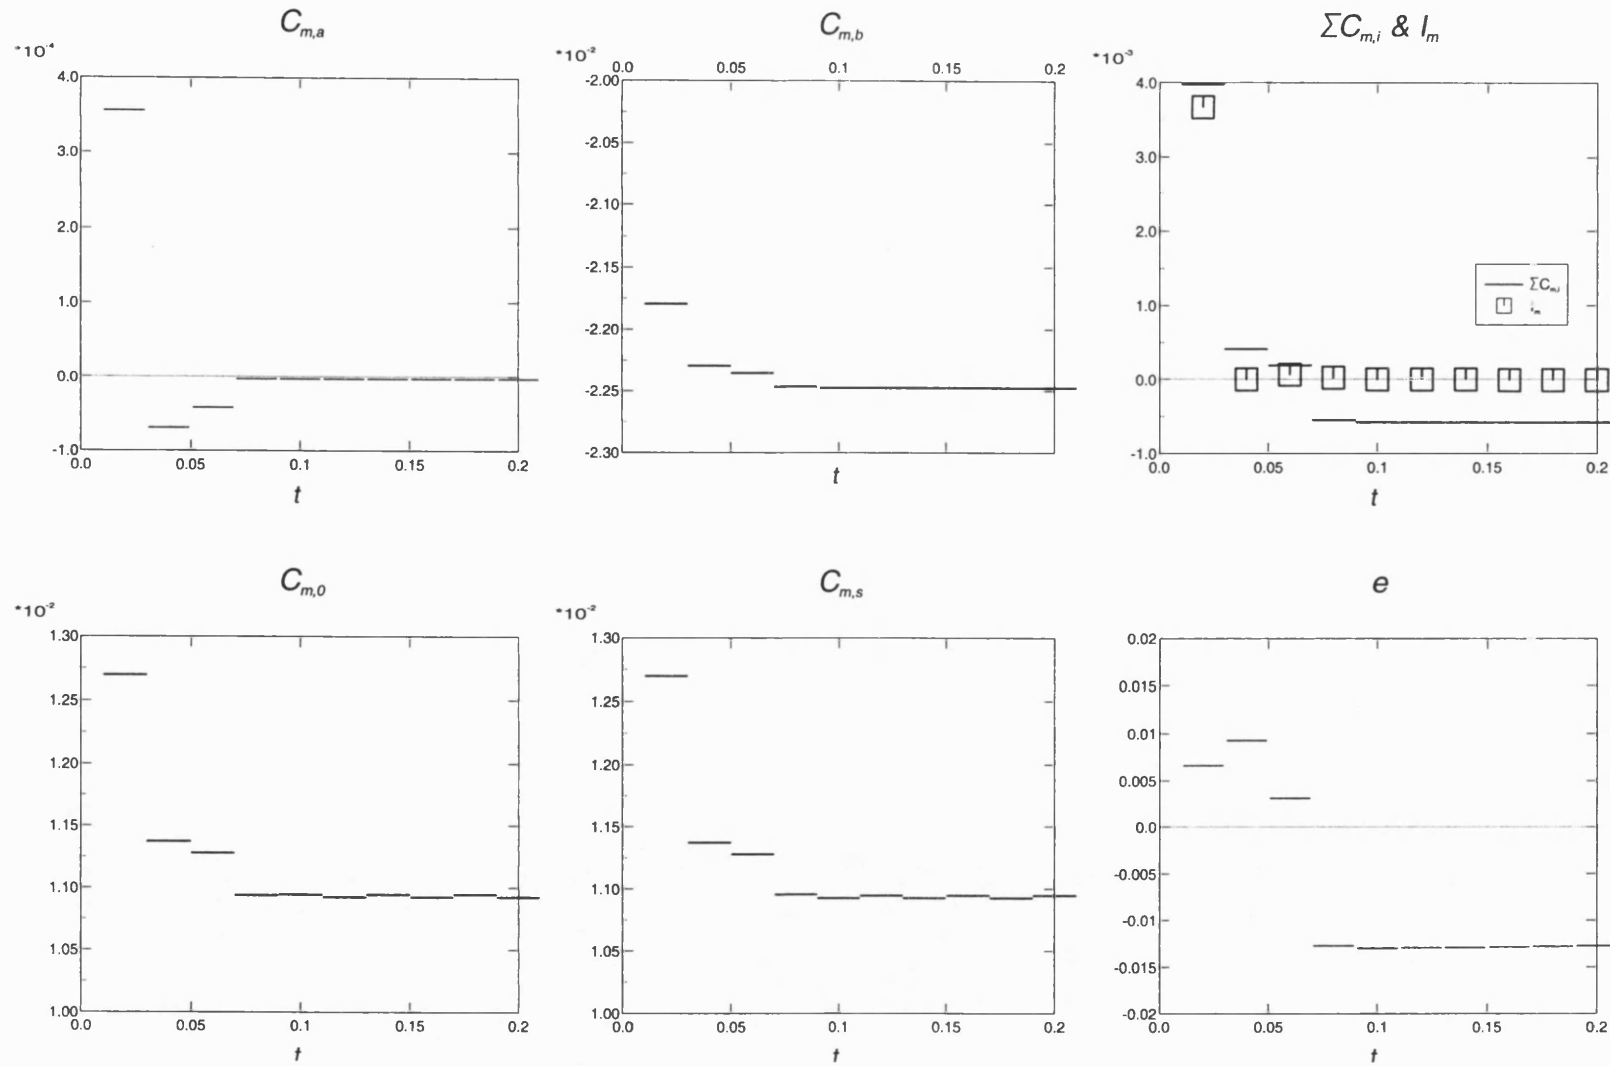 C_{m,a}
*10⁻⁴
4.0
3.0
2.0
1.0
0.0
-1.0
0.0 0.05 0.1 0.15 0.2
t
C_{m,b}
*10⁻²
0.0 0.05 0.1 0.15 0.2
-2.00
-2.05
-2.10
-2.15
-2.20
-2.25
-2.30
t
ΣC_{m,i} & I_m
*10⁻³
4.0
3.0
2.0
1.0
0.0
-1.0
ΣC_{m,i}
I_m
0.0 0.05 0.1 0.15 0.2
t
C_{m,0}
*10⁻²
1.30
1.25
1.20
1.15
1.10
1.05
1.00
0.0 0.05 0.1 0.15 0.2
t
C_{m,s}
*10⁻²
1.30
1.25
1.20
1.15
1.10
1.05
1.00
0.0 0.05 0.1 0.15 0.2
t
e
0.02
0.015
0.01
0.005
0.0
-0.005
-0.01
-0.015
-0.02
0.0 0.05 0.1 0.15 0.2
t